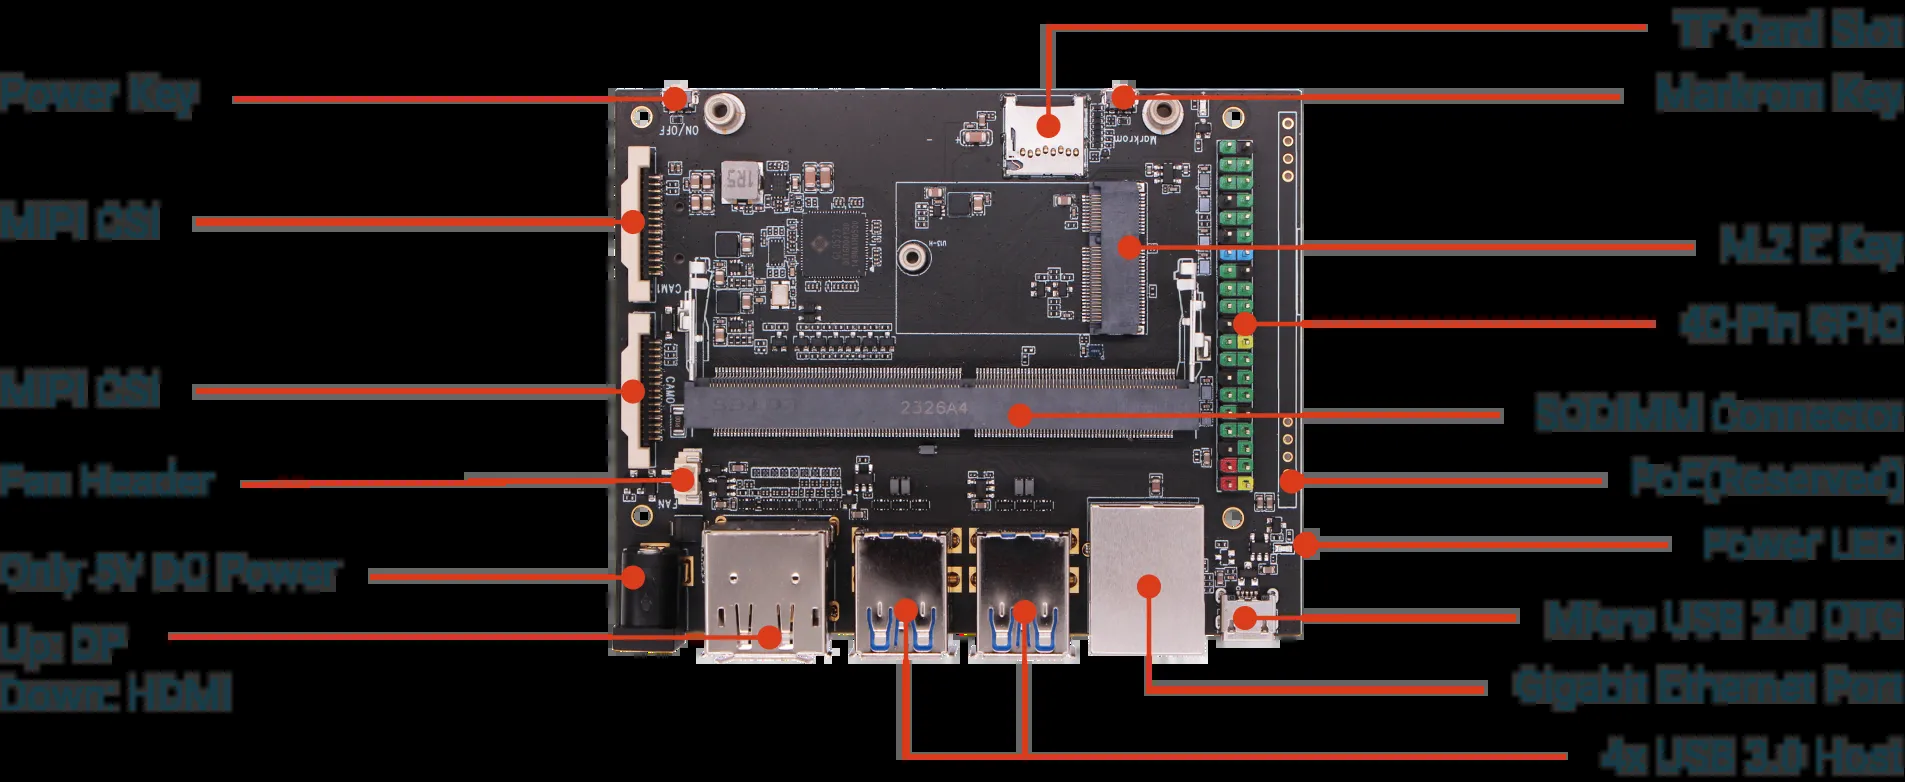 TF Card Slot
Power Key
Markrom Key
ON/OFF
Markrom
1R5
MIPI CSI
M.2 E Key
CAM1
40-Pin GPIO
MIPI CSI
CAM0
2326A4
SODIMM Connector
Fan Header
PoE(Reserved)
FAN
Power LED
Only 5V DC Power
Micro USB 2.0 OTG
Up: DP
Down: HDMI
Gigabit Ethernet Port
4x USB 3.0 Host